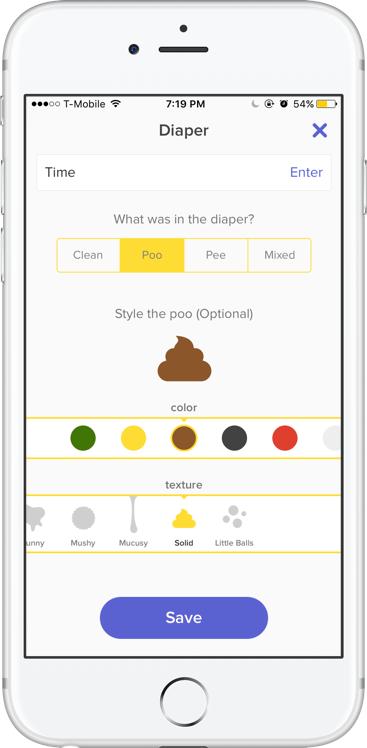 T-Mobile 7:19 PM 54%
Diaper
Time Enter
What was in the diaper?
Clean Poo Pee Mixed
Style the poo (Optional)
color
texture
unny Mushy Mucusy Solid Little Balls
Save